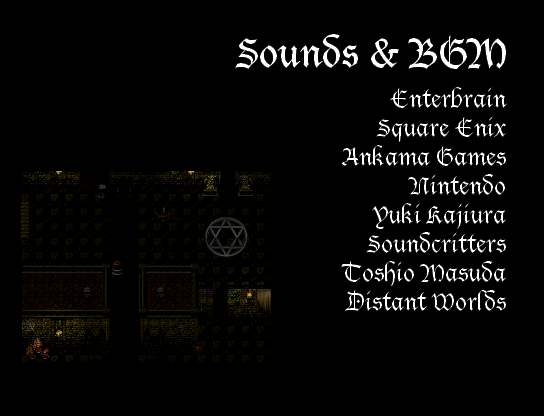 Sounds & BGM
Enterbrain
Square Enix
Ankama Games
Nintendo
Yuki Kajiura
Soundcritters
Toshio Masuda
Distant Worlds